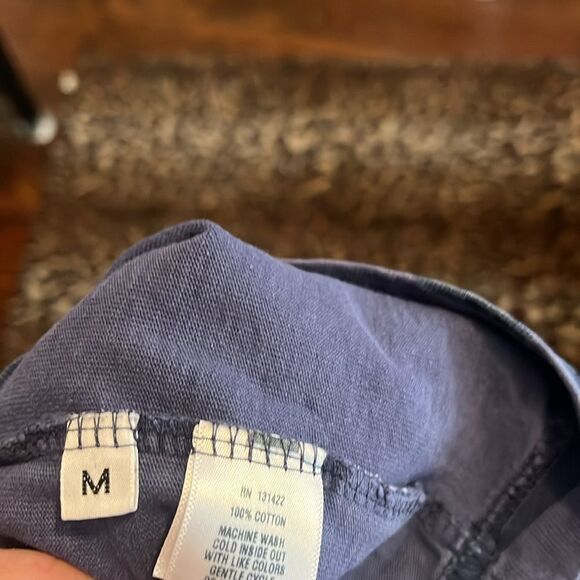 M
RN 131422
100% COTTON
MACHINE WASH
COLD INSIDE OUT
WITH LIKE COLORS
GENTLE CYCLE